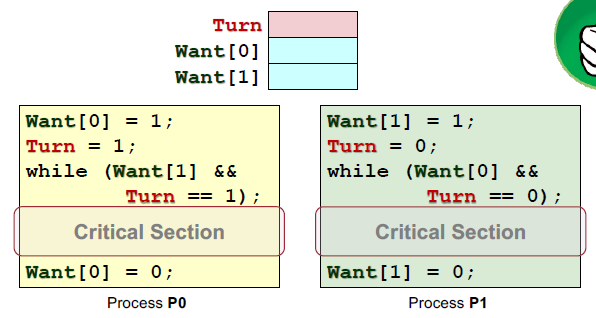 Turn
Want[0]
Want[1]
Want[0] = 1;
Turn = 1;
while (Want[1] &&
Turn == 1);
Critical Section
Want[0] = 0;
Process P0
Want[1] = 1;
Turn = 0;
while (Want[0] &&
Turn == 0);
Critical Section
Want[1] = 0;
Process P1